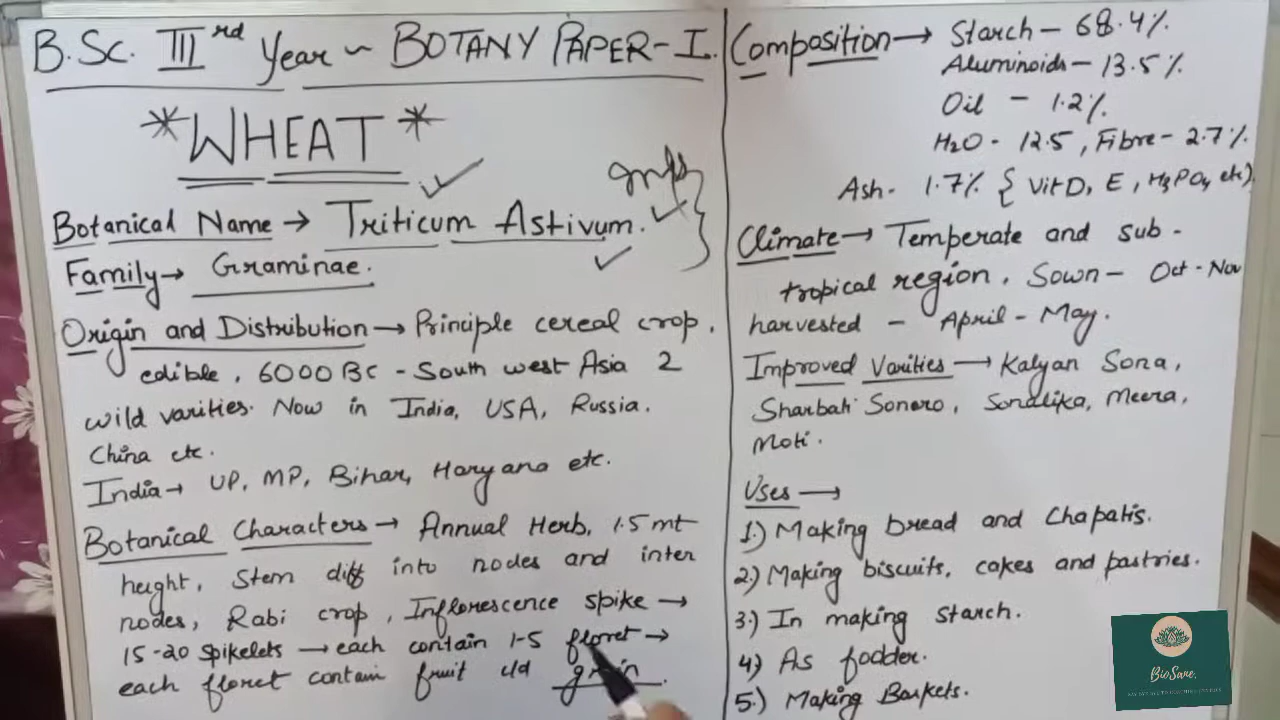 B.Sc. IIIrd Year ~ BOTANY PAPER-I.
*WHEAT*
Botanical Name → Triticum Astivum.
Family → Graminae.
Origin and Distribution → Principle cereal crop,
edible, 6000 BC - South west Asia 2
wild varities. Now in India, USA, Russia.
China etc.
India → UP, MP, Bihar, Haryana etc.
Botanical Characters → Annual Herb, 1.5 mt
height, Stem diff into nodes and inter
nodes, Rabi crop, Inflorescence spike →
15-20 spikelets → each contain 1-5 floret →
each floret contain fruit c/d grain.
Composition → Starch - 68.4%.
Aluminoids - 13.5%.
Oil - 1.2%.
H2O - 12.5, Fibre - 2.7%.
Ash - 1.7% { Vit D, E, H3PO4 etc}
Climate → Temperate and sub -
tropical region. Sown - Oct-Nov
harvested - April - May.
Improved Varities → Kalyan Sona,
Sharbati Sonoro, Sonalika, Meera,
Moti.
Uses →
1.) Making bread and Chapatis.
2.) Making biscuits, cakes and pastries.
3.) In making starch.
4) As fodder.
5.) Making Baskets.
BioSane.